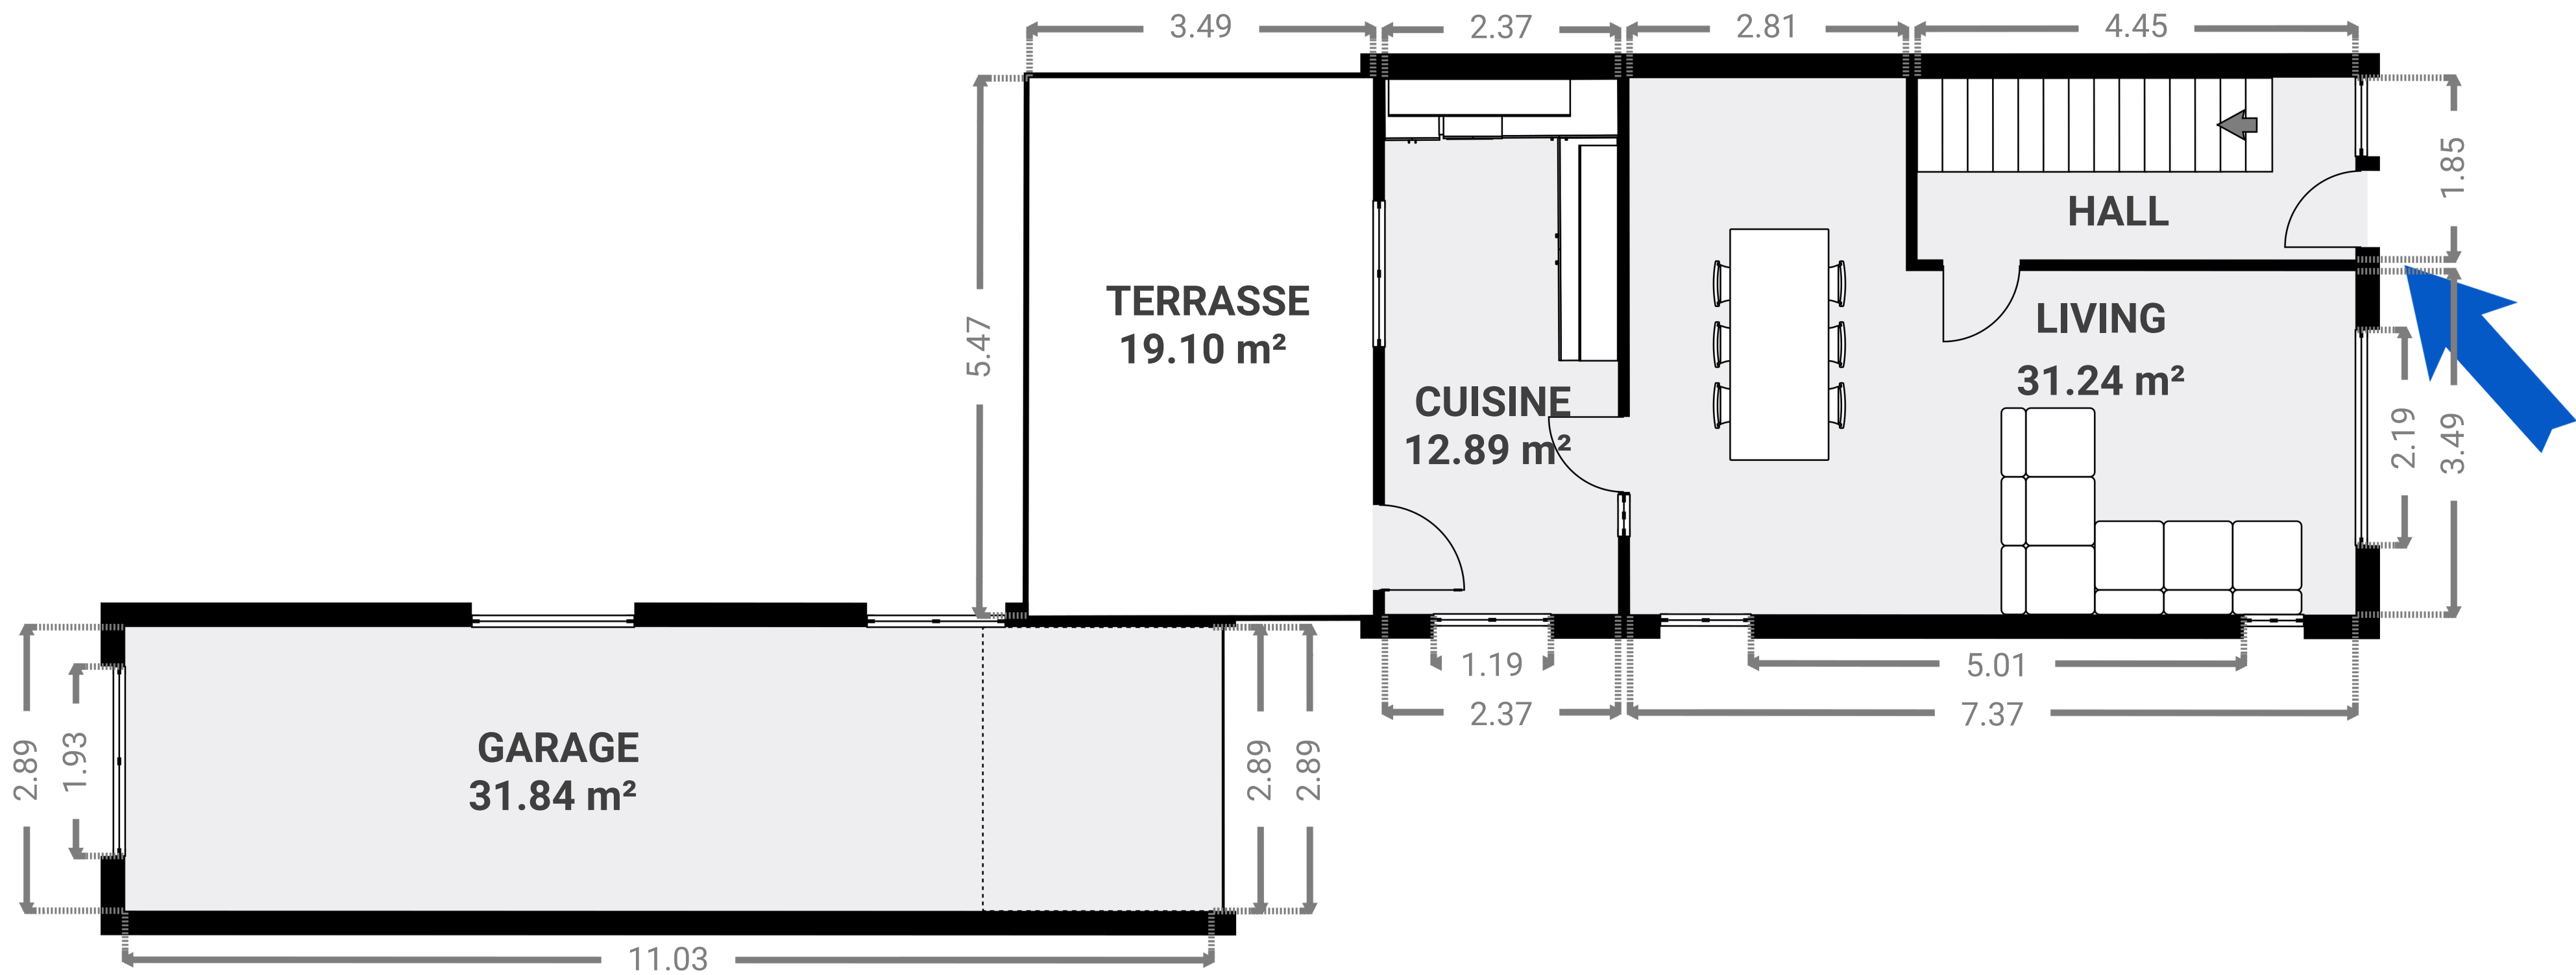 3.49
2.37
2.81
4.45
1.85
HALL
TERRASSE
19.10 m²
5.47
LIVING
31.24 m²
CUISINE
12.89 m²
2.19
3.49
1.19
5.01
2.37
7.37
GARAGE
31.84 m²
2.89
1.93
2.89
2.89
11.03